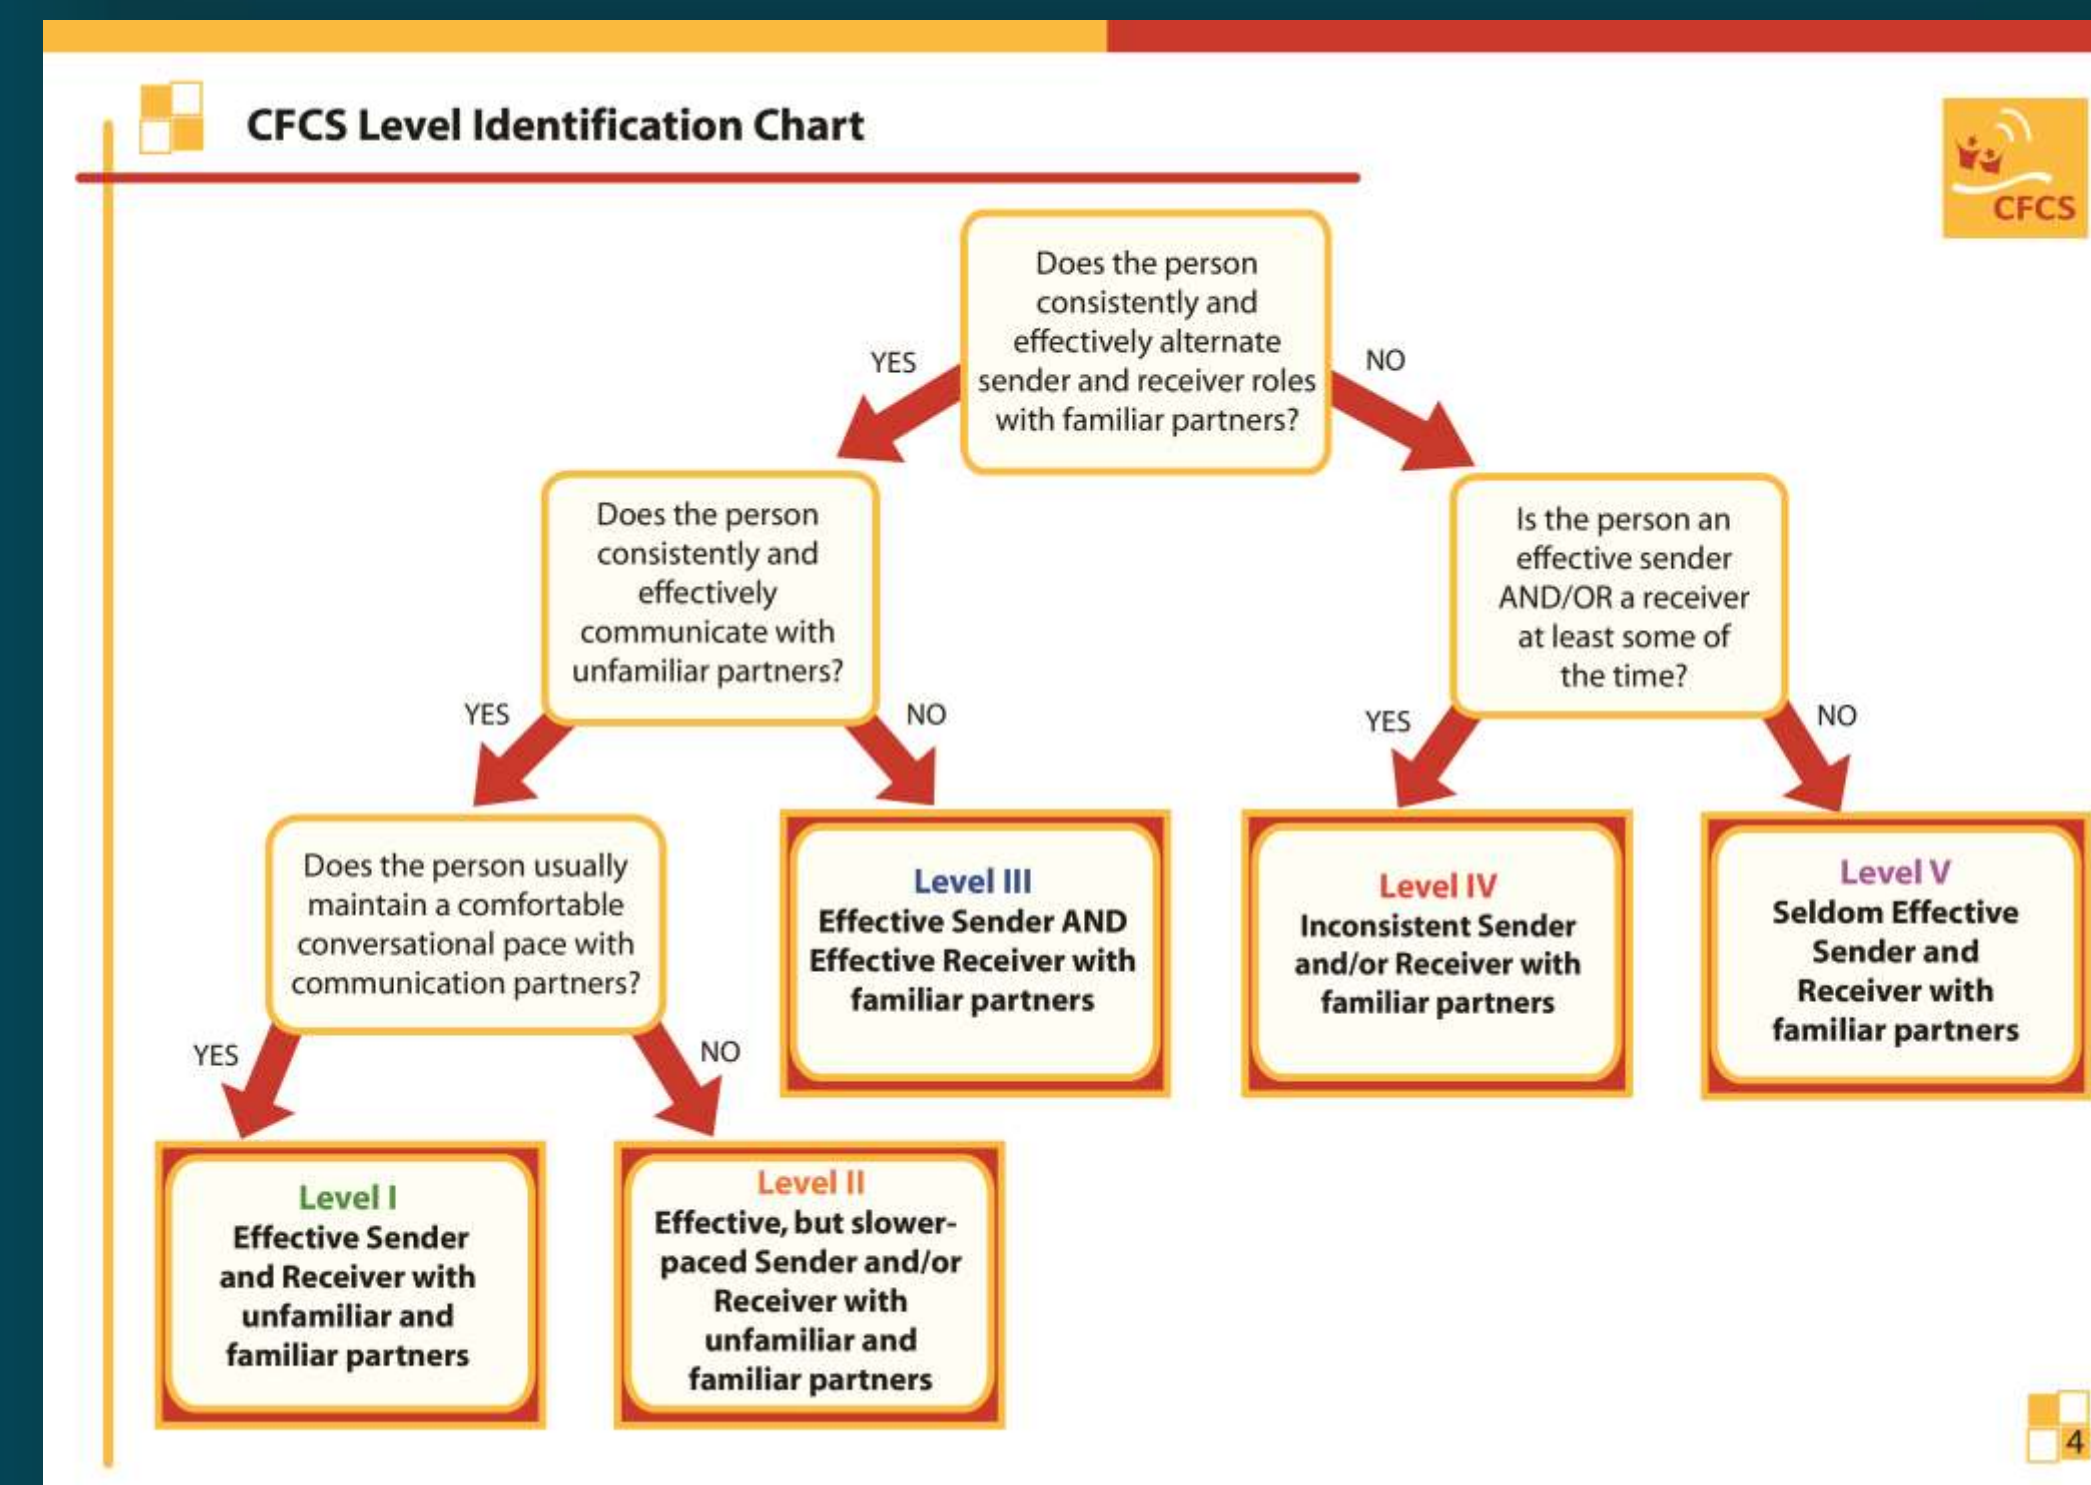 CFCS Level Identification Chart
CFCS
Does the person
consistently and
effectively alternate
sender and receiver roles
with familiar partners?
YES
NO
Does the person
consistently and
effectively
communicate with
unfamiliar partners?
Is the person an
effective sender
AND/OR a receiver
at least some of
the time?
YES
NO
YES
NO
Does the person usually
maintain a comfortable
conversational pace with
communication partners?
Level III
Effective Sender AND
Effective Receiver with
familiar partners
Level IV
Inconsistent Sender
and/or Receiver with
familiar partners
Level V
Seldom Effective
Sender and
Receiver with
familiar partners
YES
NO
Level I
Effective Sender
and Receiver with
unfamiliar and
familiar partners
Level II
Effective, but slower-
paced Sender and/or
Receiver with
unfamiliar and
familiar partners
4